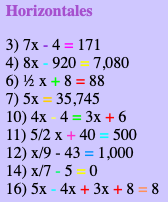 Horizontales
3) 7x - 4 = 171
4) 8x - 920 = 7,080
6) ½ x + 8 = 88
7) 5x = 35,745
10) 4x - 4 = 3x + 6
11) 5/2 x + 40 = 500
12) x/9 - 43 = 1,000
14) x/7 - 5 = 0
16) 5x - 4x + 3x + 8 = 8